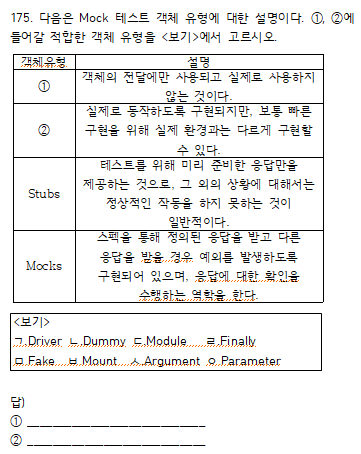 175. 다음은 Mock 테스트 객체 유형에 대한 설명이다. ①, ②에
들어갈 적합한 객체 유형을 <보기>에서 고르시오.
객체유형 설명
① 객체의 전달에만 사용되고 실제로 사용하지
않는 것이다.
② 실제로 동작하도록 구현되지만, 보통 빠른
구현을 위해 실제 환경과는 다르게 구현할
수 있다.
Stubs 테스트를 위해 미리 준비한 응답만을
제공하는 것으로, 그 외의 상황에 대해서는
정상적인 작동을 하지 못하는 것이
일반적이다.
Mocks 스펙을 통해 정의된 응답을 받고 다른
응답을 받을 경우 예외를 발생하도록
구현되어 있으며, 응답에 대한 확인을
수행하는 역할을 한다.
<보기>
ㄱ.Driver ㄴ.Dummy ㄷ.Module ㄹ.Finally
ㅁ.Fake ㅂ.Mount ㅅ.Argument ㅇ.Parameter
답)
① ____________________________
② ____________________________